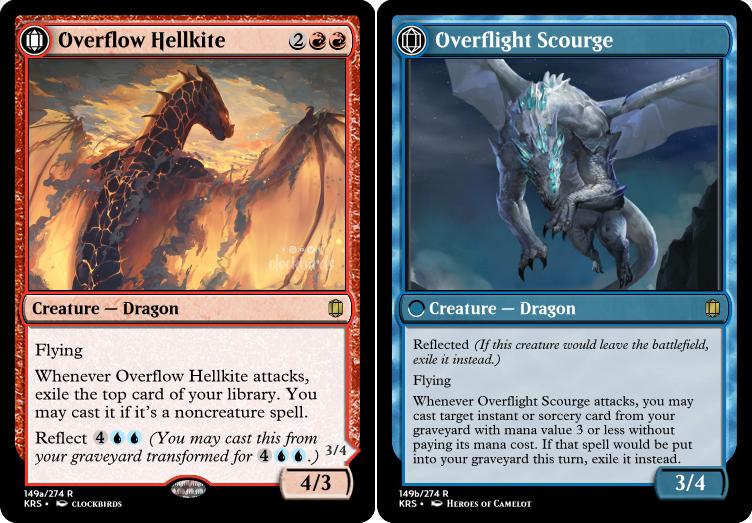 Overflow Hellkite 2
clockbirds
Creature — Dragon
Flying
Whenever Overflow Hellkite attacks,
exile the top card of your library. You
may cast it if it's a noncreature spell.
Reflect 4 (You may cast this from
your graveyard transformed for 4 .) 3/4
4/3
149a/274 R
KRS • CLOCKBIRDS
Overflight Scourge
Creature — Dragon
Reflected (If this creature would leave the battlefield,
exile it instead.)
Flying
Whenever Overflight Scourge attacks, you may
cast target instant or sorcery card from your
graveyard with mana value 3 or less without
paying its mana cost. If that spell would be put
into your graveyard this turn, exile it instead.
3/4
149b/274 R
KRS • HEROES OF CAMELOT